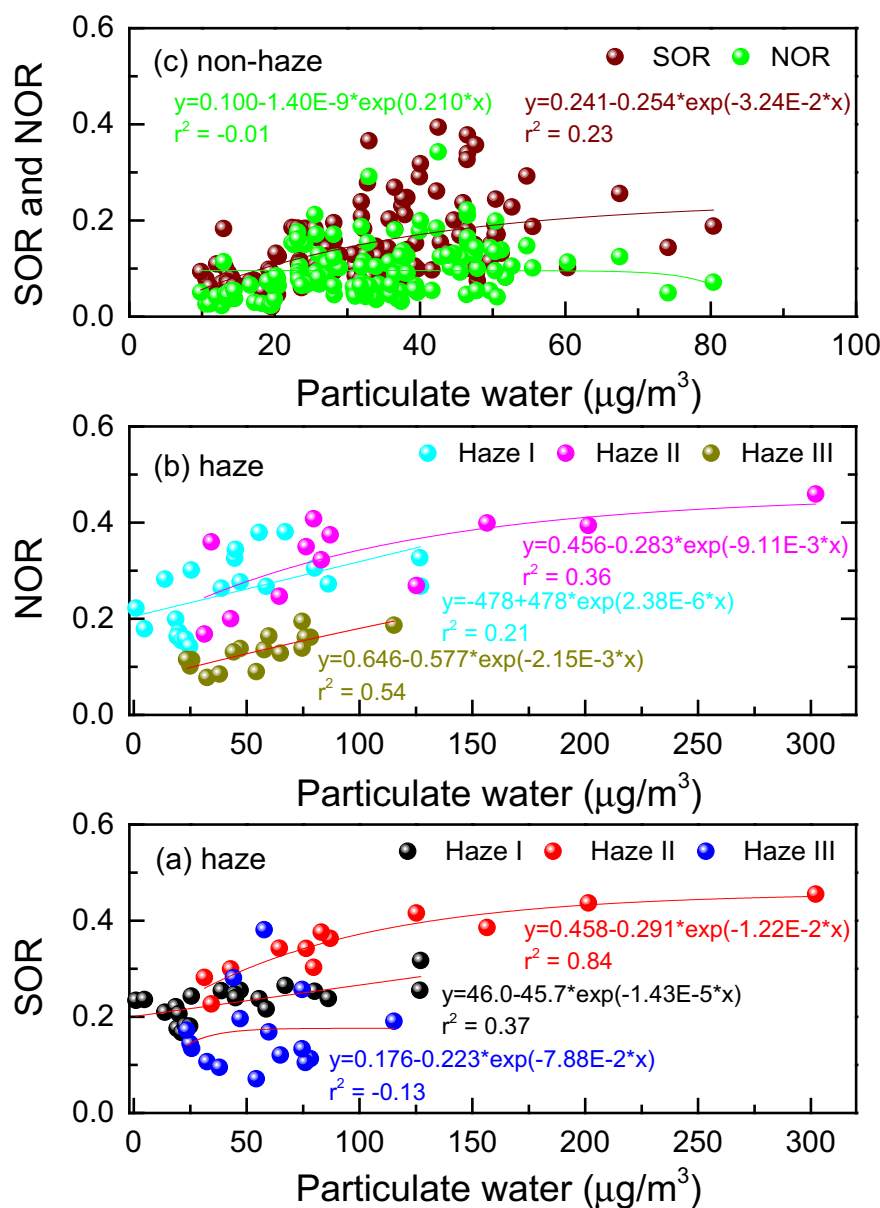 (c) non-haze
SOR
NOR
y=0.100-1.40E-9*exp(0.210*x)
r² = -0.01
y=0.241-0.254*exp(-3.24E-2*x)
r² = 0.23
SOR and NOR
0.6
0.4
0.2
0.0
0
20
40
60
80
100
Particulate water (μg/m³)
(b) haze
Haze I
Haze II
Haze III
y=0.456-0.283*exp(-9.11E-3*x)
r² = 0.36
y=-478+478*exp(2.38E-6*x)
r² = 0.21
y=0.646-0.577*exp(-2.15E-3*x)
r² = 0.54
NOR
0.6
0.4
0.2
0.0
0
50
100
150
200
250
300
Particulate water (μg/m³)
(a) haze
Haze I
Haze II
Haze III
y=0.458-0.291*exp(-1.22E-2*x)
r² = 0.84
y=46.0-45.7*exp(-1.43E-5*x)
r² = 0.37
y=0.176-0.223*exp(-7.88E-2*x)
r² = -0.13
SOR
0.6
0.4
0.2
0.0
0
50
100
150
200
250
300
Particulate water (μg/m³)